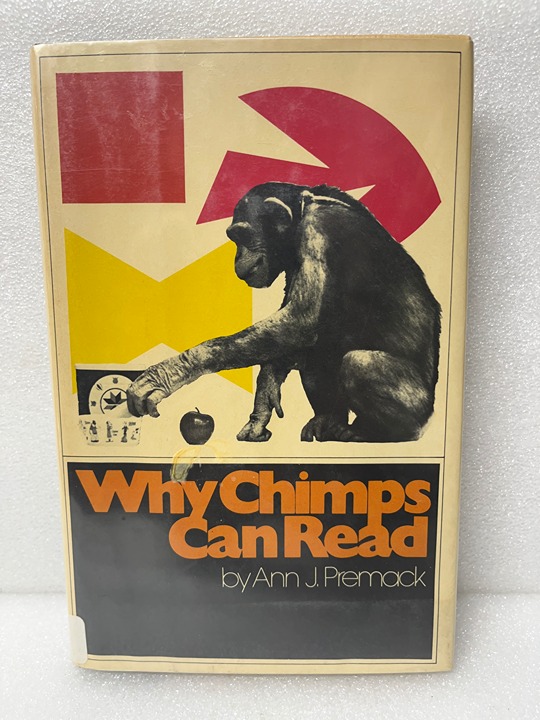 Why Chimps
Can Read
by Ann J. Premack